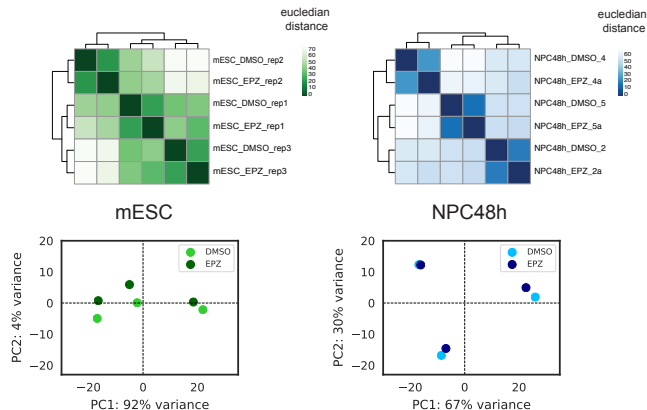 eucledian
distance
70
60
50
40
30
20
10
0
mESC_DMSO_rep2
mESC_EPZ_rep2
mESC_DMSO_rep1
mESC_EPZ_rep1
mESC_DMSO_rep3
mESC_EPZ_rep3
eucledian
distance
60
50
40
30
20
10
0
NPC48h_DMSO_4
NPC48h_EPZ_4a
NPC48h_DMSO_5
NPC48h_EPZ_5a
NPC48h_DMSO_2
NPC48h_EPZ_2a
mESC
DMSO
EPZ
PC2: 4% variance
20
10
0
−10
−20
−20
0
20
PC1: 92% variance
NPC48h
DMSO
EPZ
PC2: 30% variance
20
10
0
−10
−20
−20
0
20
PC1: 67% variance